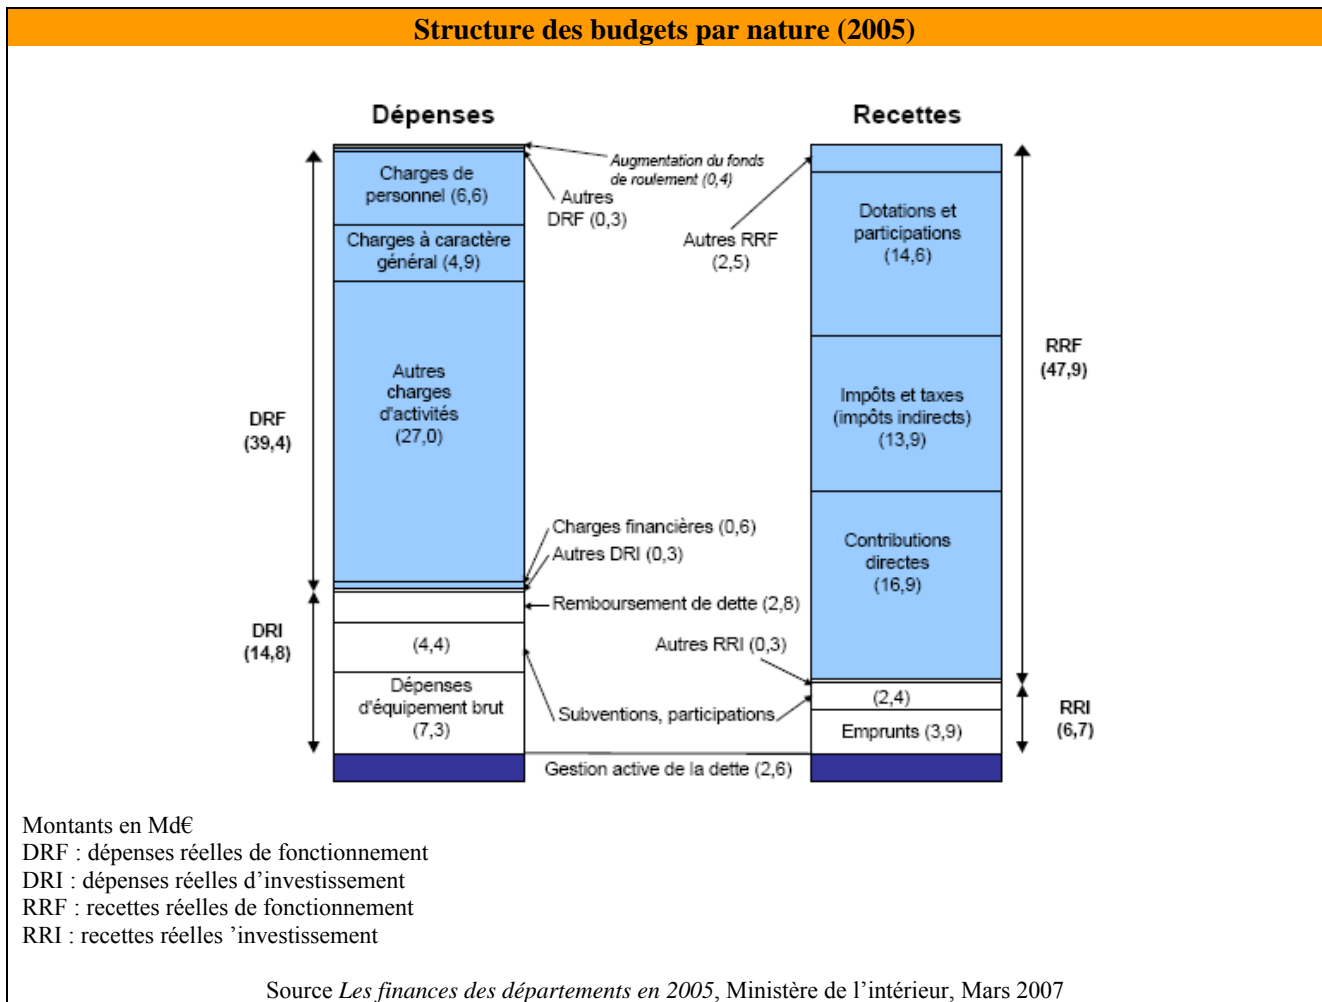 Structure des budgets par nature (2005)
Dépenses
Recettes
Augmentation du fonds
de roulement (0,4)
Autres
DRF (0,3)
Charges de
personnel (6,6)
Charges à caractère
général (4,9)
Autres
charges
d'activités
(27,0)
DRF
(39,4)
Charges financières (0,6)
Autres DRI (0,3)
Remboursement de dette (2,8)
DRI
(14,8)
(4,4)
Dépenses
d'équipement brut
(7,3)
Subventions, participations
Gestion active de la dette (2,6)
Autres RRF
(2,5)
Dotations et
participations
(14,6)
Impôts et taxes
(impôts indirects)
(13,9)
Contributions
directes
(16,9)
RRF
(47,9)
Autres RRI (0,3)
(2,4)
Emprunts (3,9)
RRI
(6,7)
Montants en Md€
DRF : dépenses réelles de fonctionnement
DRI : dépenses réelles d’investissement
RRF : recettes réelles de fonctionnement
RRI : recettes réelles ’investissement
Source Les finances des départements en 2005, Ministère de l’intérieur, Mars 2007